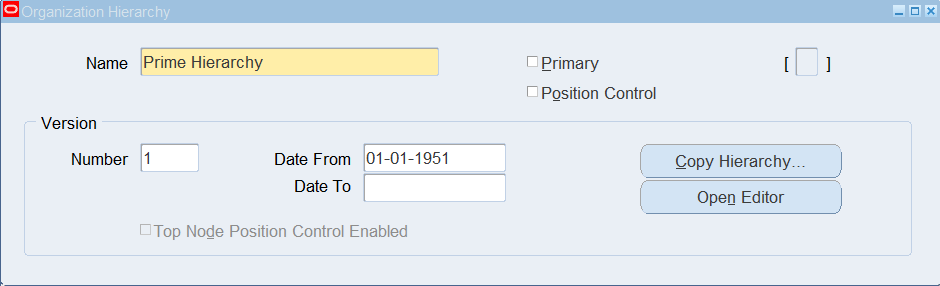 Organization Hierarchy
Name Prime Hierarchy Primary [ ]
Position Control
Version
Number 1 Date From 01-01-1951 Copy Hierarchy...
Date To Open Editor
Top Node Position Control Enabled